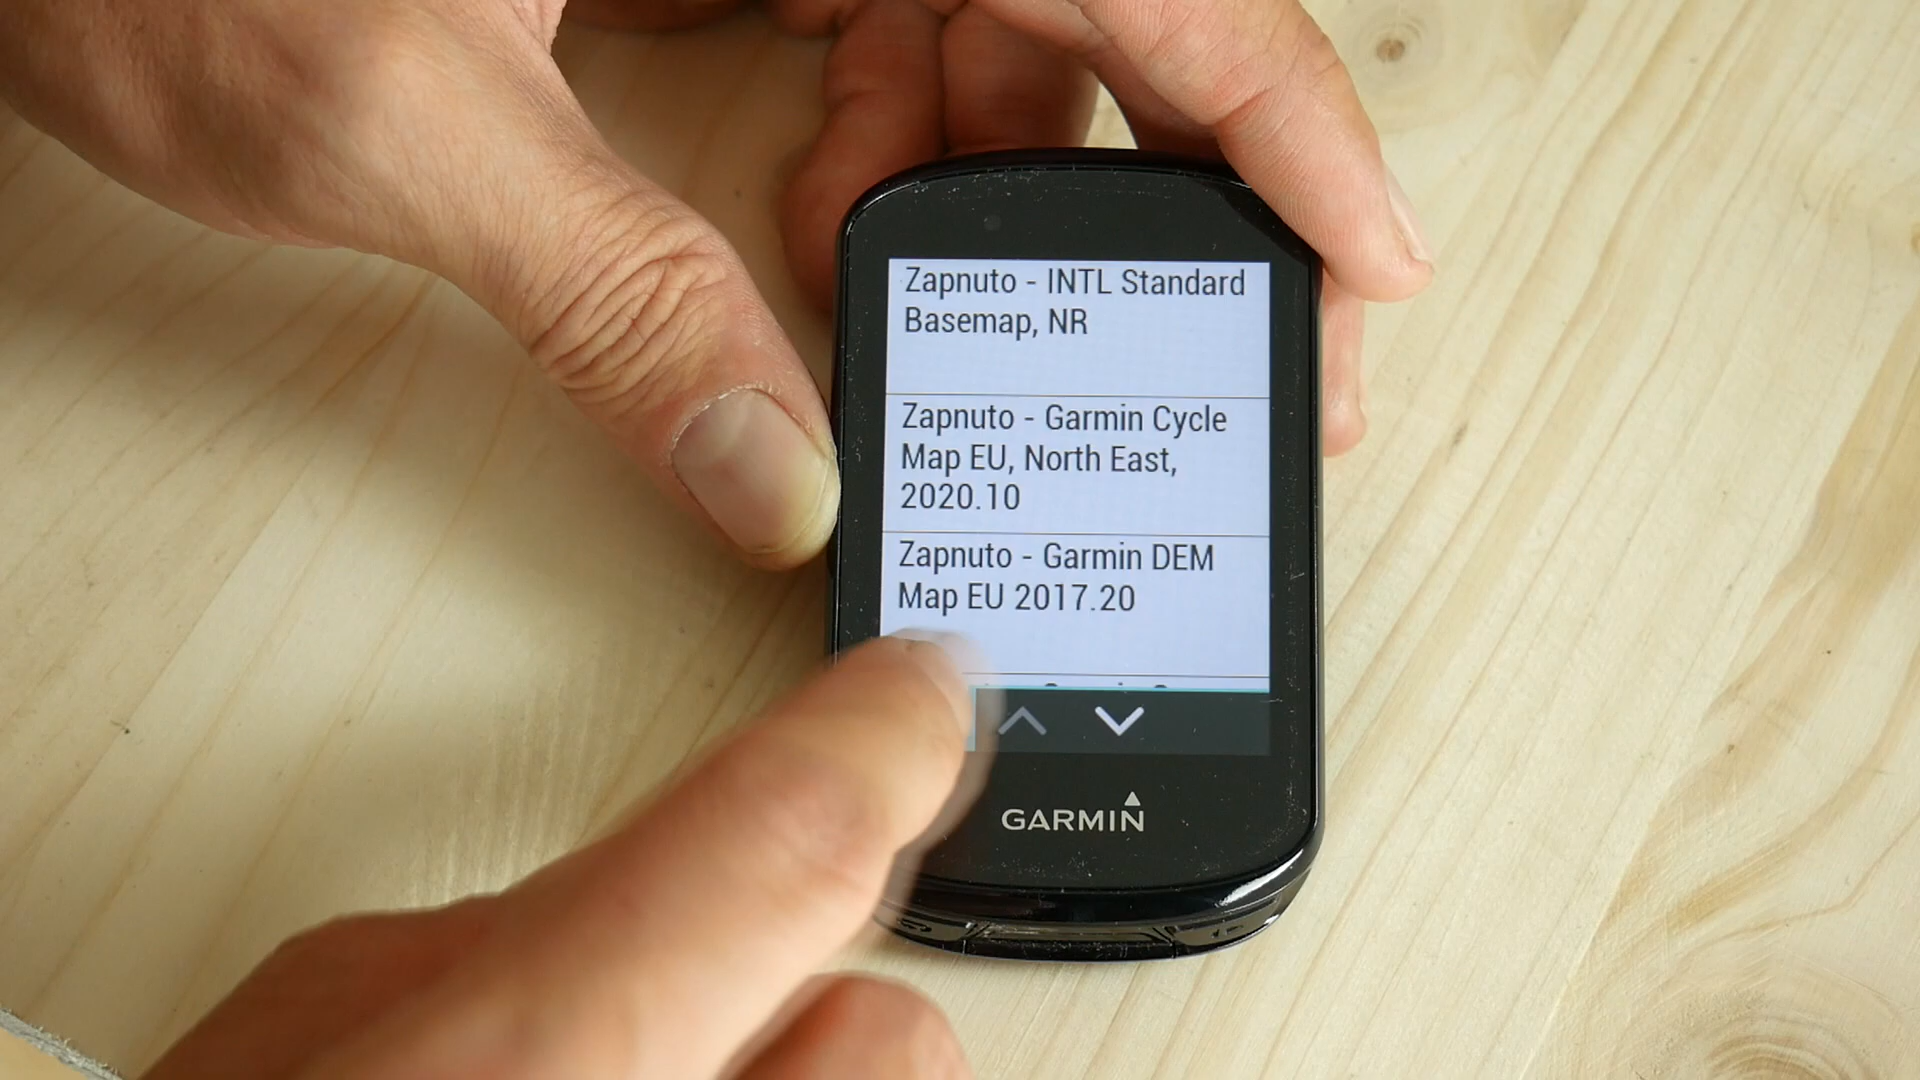 Zapnuto - INTL Standard
Basemap, NR
Zapnuto - Garmin Cycle
Map EU, North East,
2020.10
Zapnuto - Garmin DEM
Map EU 2017.20
GARMIN